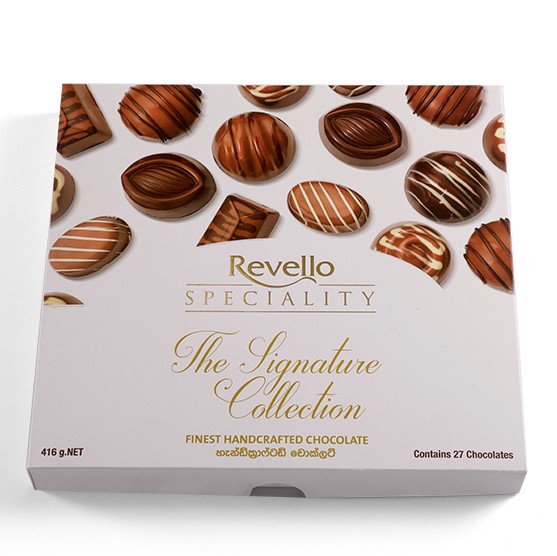 Revello
SPECIALITY
The Signature
Collection
FINEST HANDCRAFTED CHOCOLATE
හැන්ඩ්ක්‍රාෆ්ටඩ් චොක්ලට්
416 g.NET
Contains 27 Chocolates